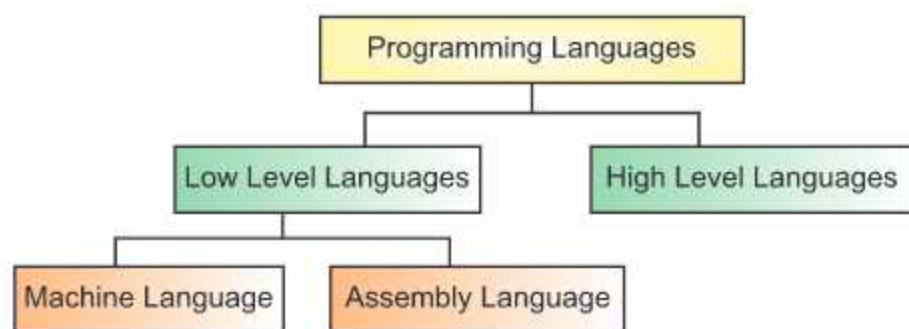 Programming Languages
Low Level Languages
High Level Languages
Machine Language
Assembly Language